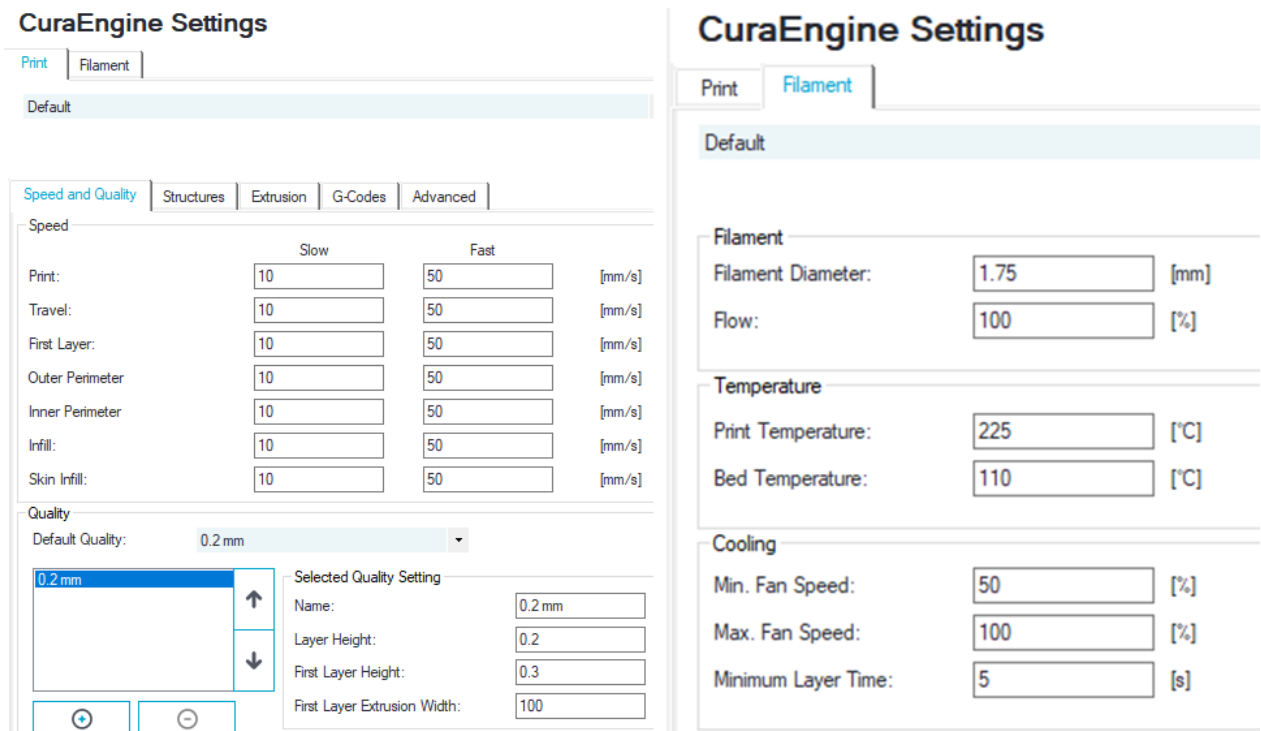 CuraEngine Settings
Print Filament
Default
Speed and Quality Structures Extrusion G-Codes Advanced
Speed
Slow Fast
Print: 10 50 [mm/s]
Travel: 10 50 [mm/s]
First Layer: 10 50 [mm/s]
Outer Perimeter 10 50 [mm/s]
Inner Perimeter 10 50 [mm/s]
Infill: 10 50 [mm/s]
Skin Infill: 10 50 [mm/s]
Quality
Default Quality: 0.2 mm
0.2 mm
Selected Quality Setting
Name: 0.2 mm
Layer Height: 0.2
First Layer Height: 0.3
First Layer Extrusion Width: 100
CuraEngine Settings
Print Filament
Default
Filament
Filament Diameter: 1.75 [mm]
Flow: 100 [%]
Temperature
Print Temperature: 225 [°C]
Bed Temperature: 110 [°C]
Cooling
Min. Fan Speed: 50 [%]
Max. Fan Speed: 100 [%]
Minimum Layer Time: 5 [s]